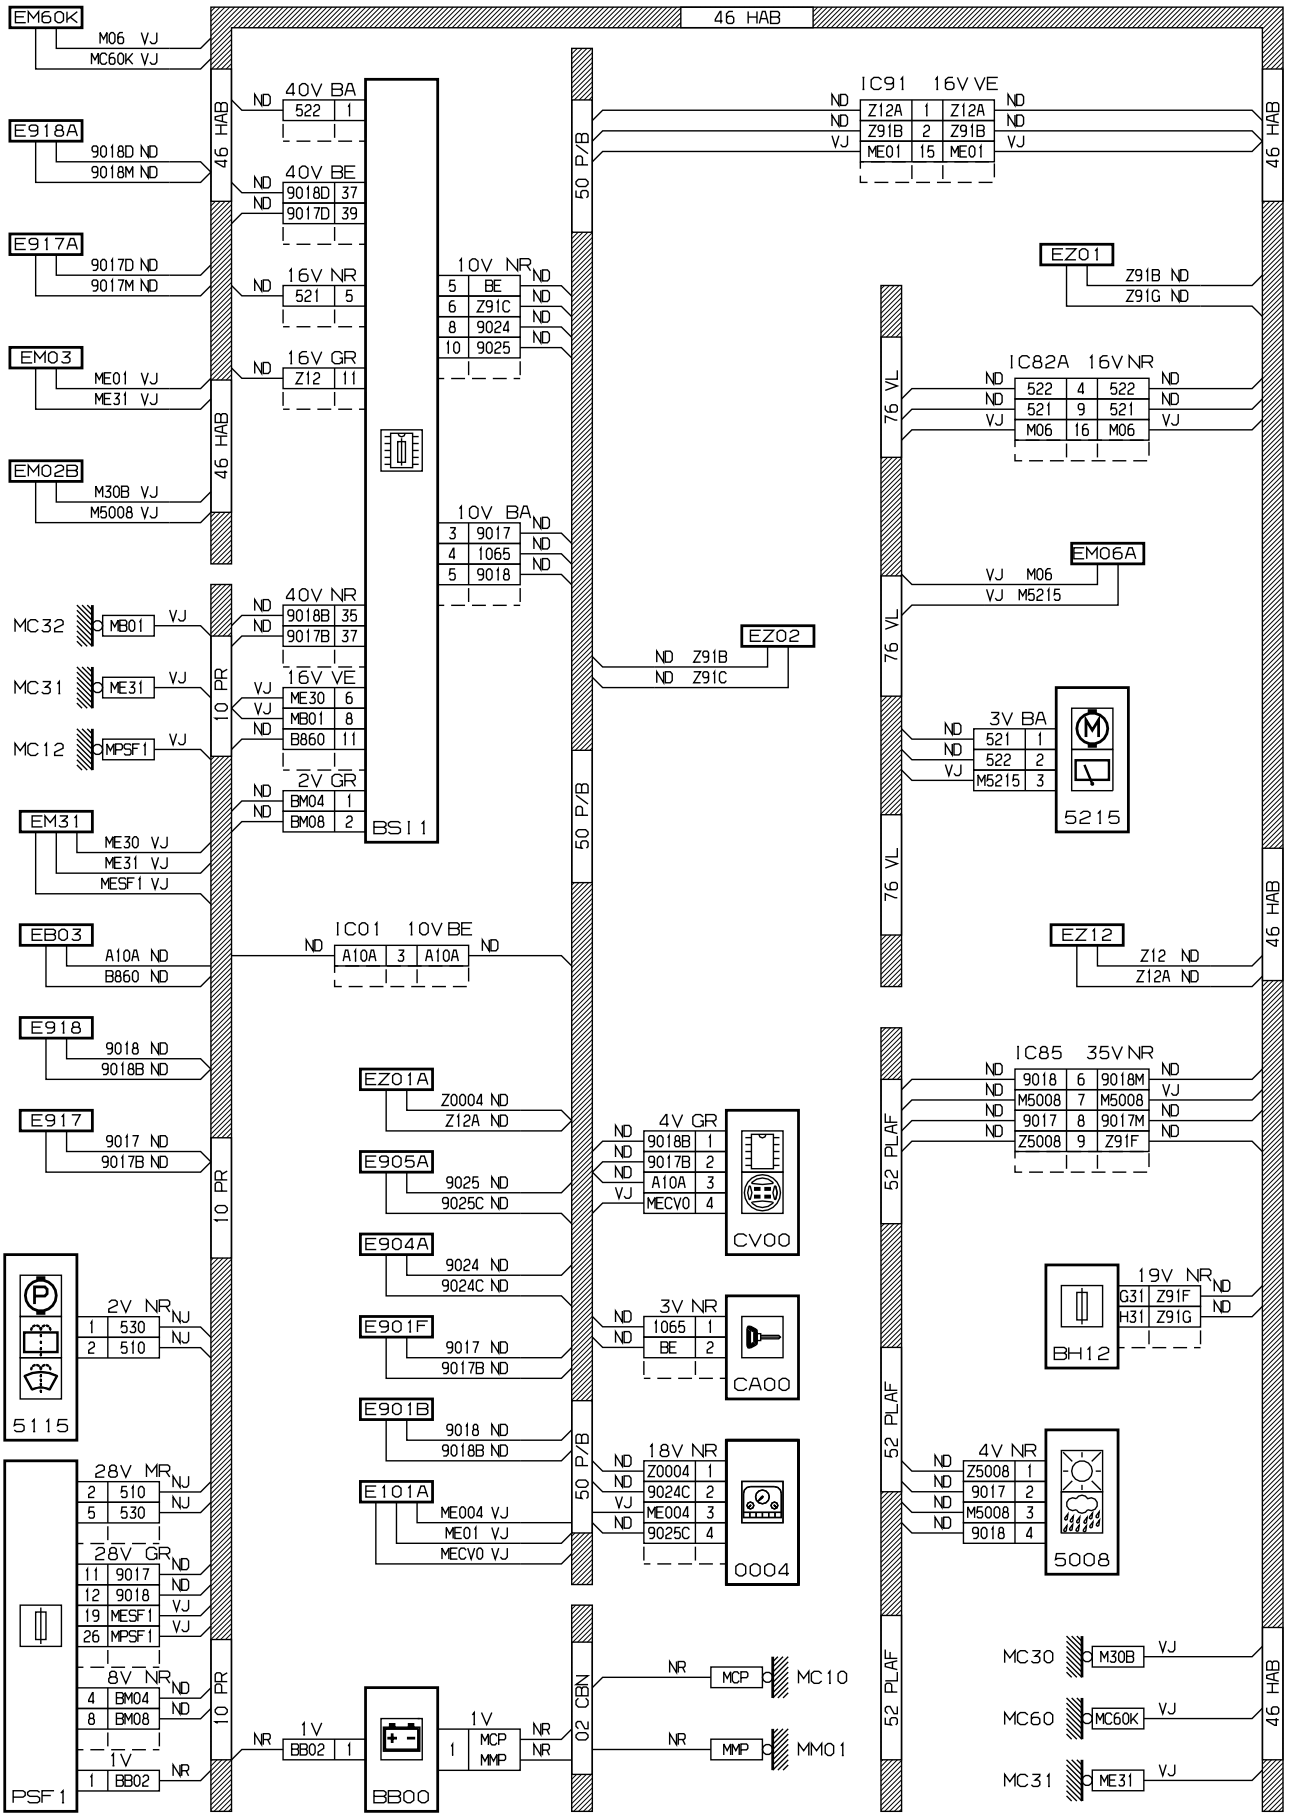 46 HAB
EM60K
M06 VJ
MC60K VJ
E918A
9018D ND
9018M ND
E917A
9017D ND
9017M ND
EM03
ME01 VJ
ME31 VJ
EM02B
M30B VJ
M5008 VJ
46 HAB
46 HAB
40V BA
ND 522 1
40V BE
ND 9018D 37
ND 9017D 39
16V NR
ND 521 5
16V GR
ND Z12 11
10V NR
5 BE ND
6 Z91C ND
8 9024 ND
10 9025 ND
10V BA
3 9017 ND
4 1065 ND
5 9018 ND
40V NR
ND 9018B 35
ND 9017B 37
16V VE
VJ ME30 6
VJ MB01 8
ND B860 11
2V GR
ND BM04 1
ND BM08 2
BSI1
MC32 MB01 VJ
MC31 ME31 VJ
MC12 MPSF1 VJ
10 PR
EM31
ME30 VJ
ME31 VJ
MESF1 VJ
EB03
A10A ND
B860 ND
E918
9018 ND
9018B ND
E917
9017 ND
9017B ND
10 PR
5115
2V NR
1 530 NJ
2 510 NJ
PSF1
28V MR
2 510 NJ
5 530 NJ
28V GR
11 9017 ND
12 9018 ND
19 MESF1 VJ
26 MPSF1 VJ
8V NR
4 BM04 ND
8 BM08 ND
1V
1 BB02 NR
10 PR
IC01 10V BE
ND A10A 3 A10A ND
EZ01A
Z0004 ND
Z12A ND
E905A
9025 ND
9025C ND
E904A
9024 ND
9024C ND
E901F
9017 ND
9017B ND
E901B
9018 ND
9018B ND
E101A
ME004 VJ
ME01 VJ
MECV0 VJ
1V
NR BB02 1
BB00
1V
1 MCP NR
MMP NR
50 P/B
50 P/B
50 P/B
02 CBN
IC91 16V VE
ND Z12A 1 Z12A ND
ND Z91B 2 Z91B ND
VJ ME01 15 ME01 VJ
EZ02
ND Z91B
ND Z91C
4V GR
ND 9018B 1
ND 9017B 2
ND A10A 3
VJ MECV0 4
CV00
3V NR
ND 1065 1
ND BE 2
CA00
18V NR
ND Z0004 1
ND 9024C 2
VJ ME004 3
ND 9025C 4
0004
NR MCP MC10
NR MMP MM01
46 HAB
EZ01
Z91B ND
Z91G ND
IC82A 16V NR
ND 522 4 522 ND
ND 521 9 521 ND
VJ M06 16 M06 VJ
76 VL
76 VL
76 VL
EM06A
VJ M06
VJ M5215
3V BA
ND 521 1
ND 522 2
VJ M5215 3
M
5215
46 HAB
EZ12
Z12 ND
Z12A ND
IC85 35V NR
ND 9018 6 9018M ND
ND M5008 7 M5008 VJ
ND 9017 8 9017M ND
ND Z5008 9 Z91F ND
52 PLAF
52 PLAF
52 PLAF
BH12
19V NR
G31 Z91F ND
H31 Z91G ND
4V NR
ND Z5008 1
ND 9017 2
ND M5008 3
ND 9018 4
5008
MC30 M30B VJ
MC60 MC60K VJ
MC31 ME31 VJ
46 HAB
P